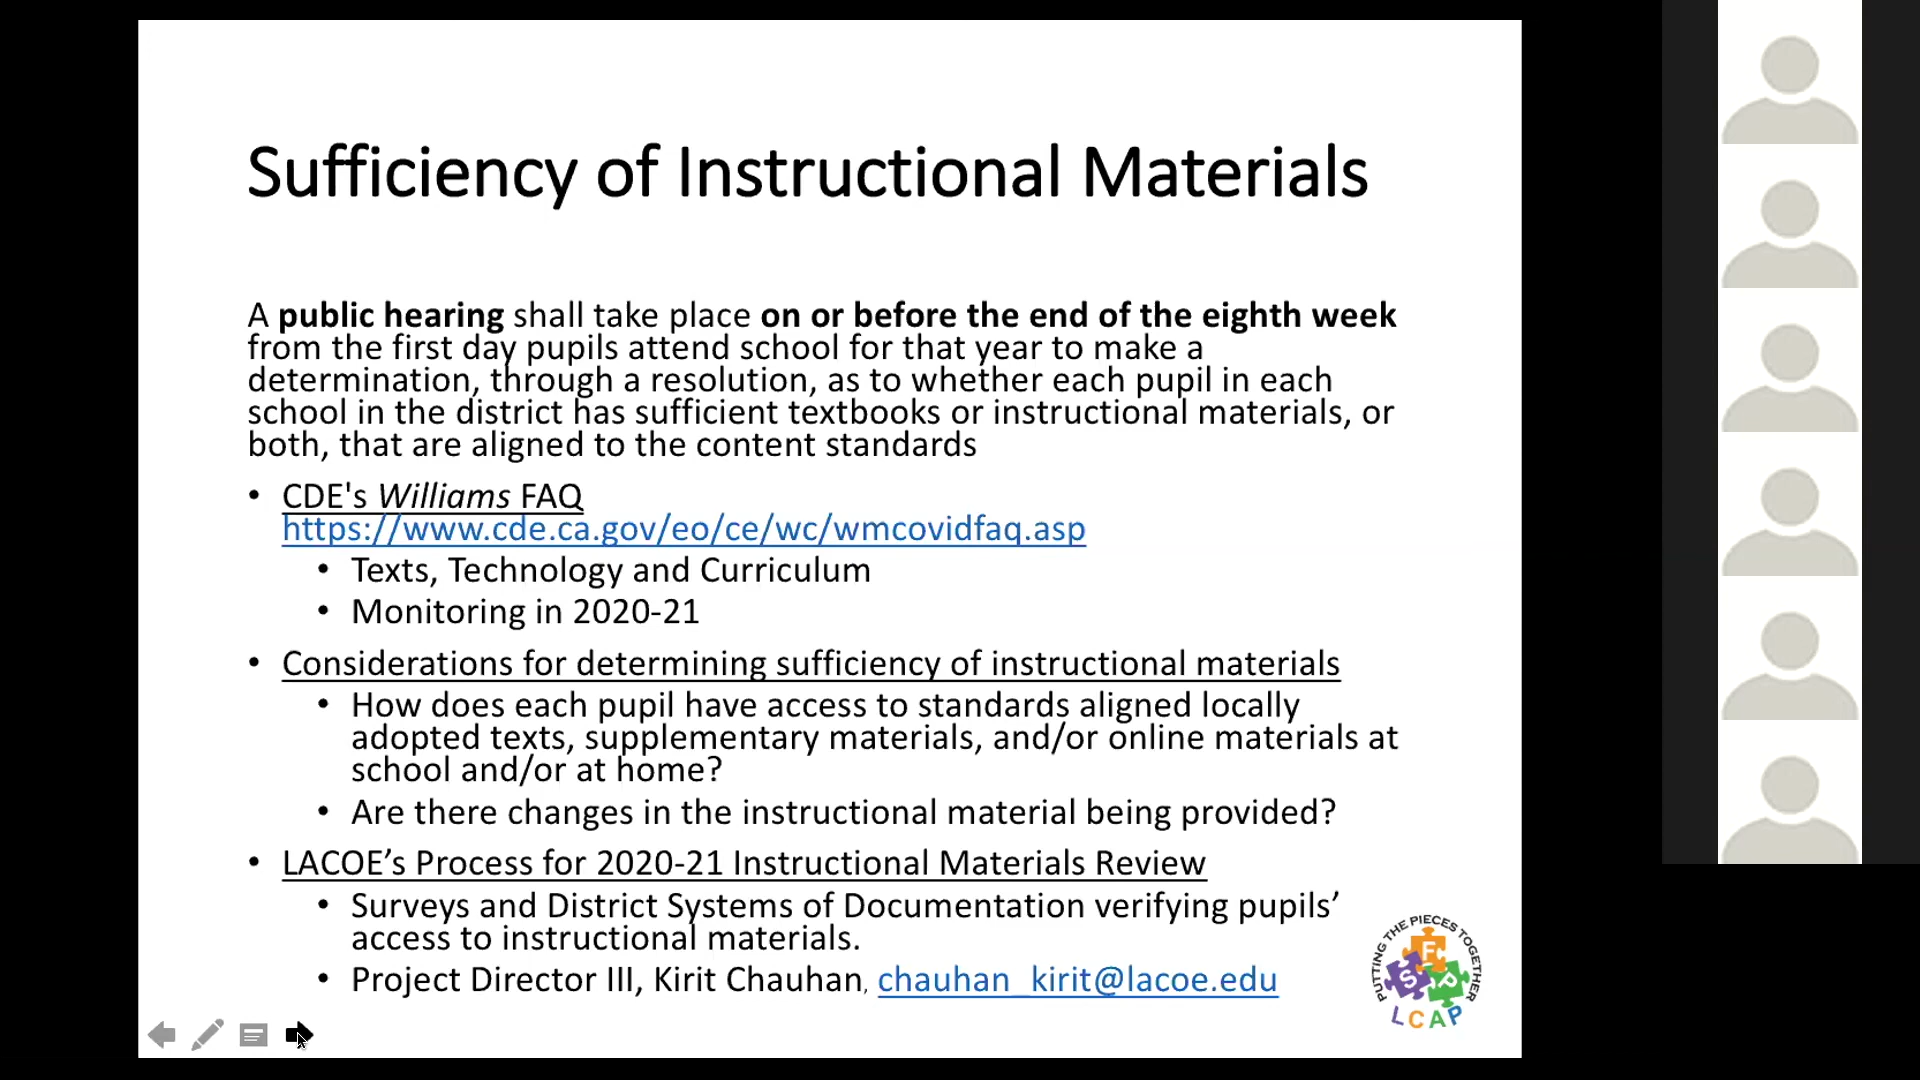 Sufficiency of Instructional Materials
A public hearing shall take place on or before the end of the eighth week
from the first day pupils attend school for that year to make a
determination, through a resolution, as to whether each pupil in each
school in the district has sufficient textbooks or instructional materials, or
both, that are aligned to the content standards
• CDE's Williams FAQ
https://www.cde.ca.gov/eo/ce/wc/wmcovidfaq.asp
• Texts, Technology and Curriculum
• Monitoring in 2020-21
• Considerations for determining sufficiency of instructional materials
• How does each pupil have access to standards aligned locally
adopted texts, supplementary materials, and/or online materials at
school and/or at home?
• Are there changes in the instructional material being provided?
• LACOE’s Process for 2020-21 Instructional Materials Review
• Surveys and District Systems of Documentation verifying pupils’
access to instructional materials.
• Project Director III, Kirit Chauhan, chauhan_kirit@lacoe.edu
PUTTING THE PIECES TOGETHER
S F P
LCAP